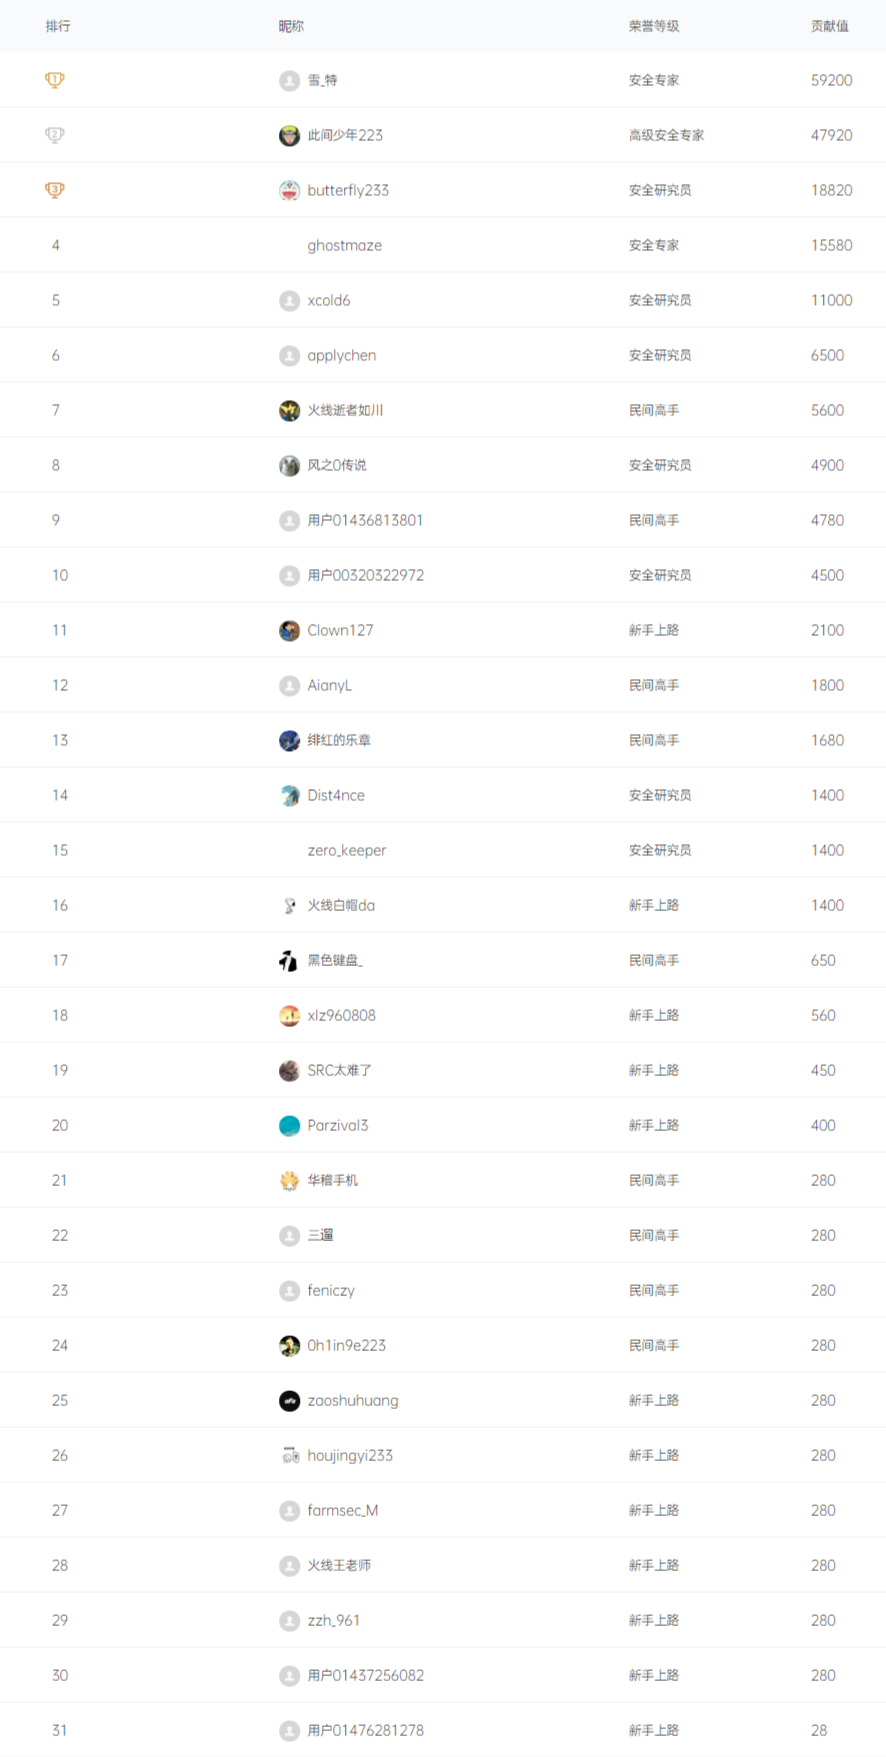 排行 昵称 荣誉等级 贡献值
1 雪_特 安全专家 59200
2 此间少年223 高级安全专家 47920
3 butterfly233 安全研究员 18820
4 ghostmaze 安全专家 15580
5 xcold6 安全研究员 11000
6 applychen 安全研究员 6500
7 火线逝者如川 民间高手 5600
8 风之0传说 安全研究员 4900
9 用户01436813801 民间高手 4780
10 用户00320322972 安全研究员 4500
11 Clown127 新手上路 2100
12 AianyL 民间高手 1800
13 绯红的乐章 民间高手 1680
14 Dist4nce 安全研究员 1400
15 zero_keeper 安全研究员 1400
16 火线白帽da 新手上路 1400
17 黑色键盘_ 民间高手 650
18 xlz960808 新手上路 560
19 SRC太难了 新手上路 450
20 Parzival3 新手上路 400
21 华稽手机 民间高手 280
22 三遛 民间高手 280
23 feniczy 民间高手 280
24 0h1in9e223 民间高手 280
25 zaoshuhuang 新手上路 280
26 houjingyi233 新手上路 280
27 farmsec_M 新手上路 280
28 火线王老师 新手上路 280
29 zzh_961 新手上路 280
30 用户01437256082 新手上路 280
31 用户01476281278 新手上路 28